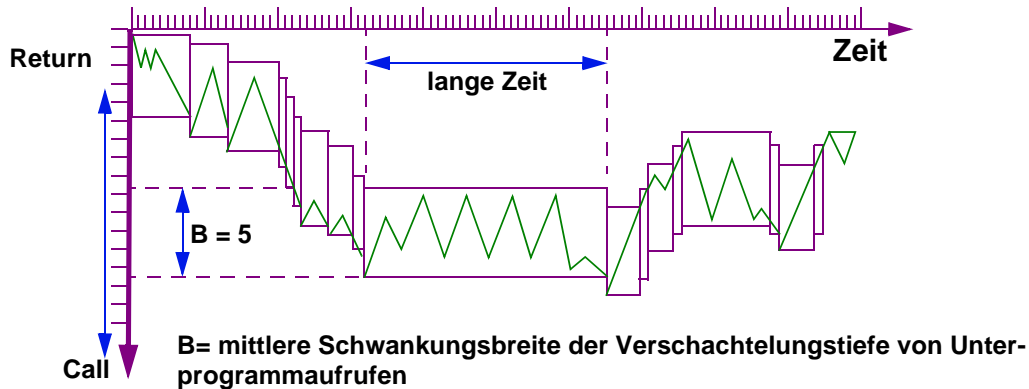 Return
Zeit
lange Zeit
B = 5
Call
B= mittlere Schwankungsbreite der Verschachtelungstiefe von Unter-
programmaufrufen